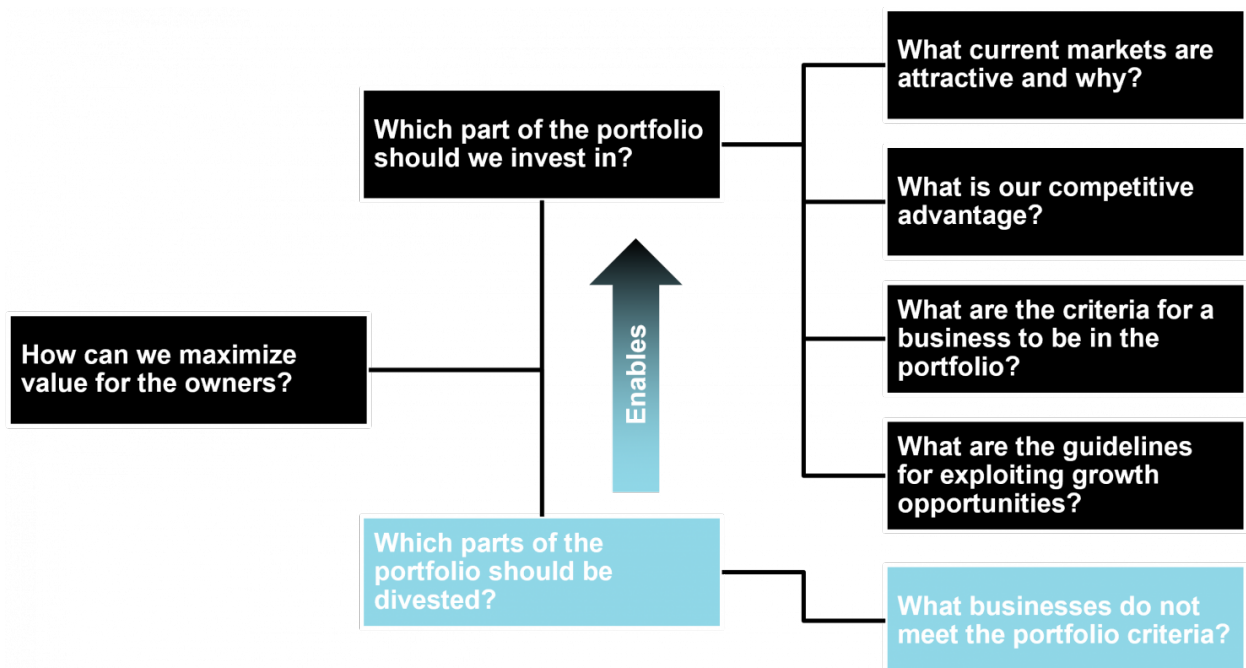 How can we maximize
value for the owners?
Which part of the portfolio
should we invest in?
Enables
Which parts of the
portfolio should be
divested?
What current markets are
attractive and why?
What is our competitive
advantage?
What are the criteria for a
business to be in the
portfolio?
What are the guidelines
for exploiting growth
opportunities?
What businesses do not
meet the portfolio criteria?